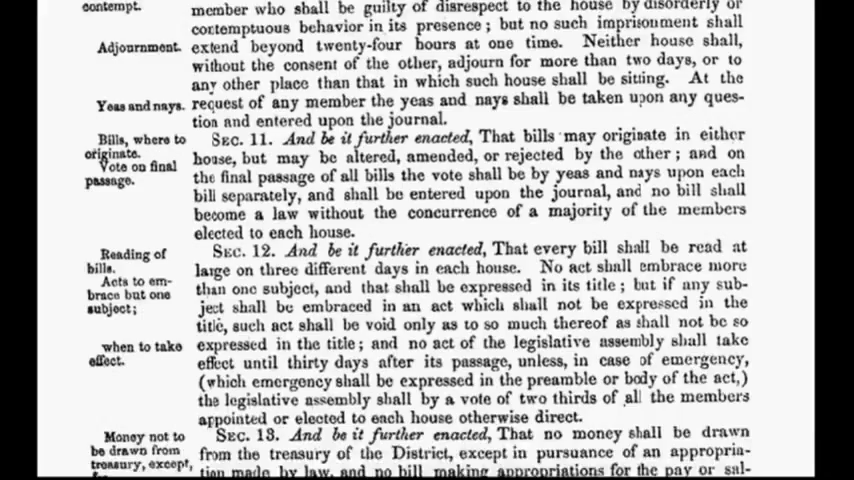 contempt.
member who shall be guilty of disrespect to the house by disorderly or
contemptuous behavior in its presence; but no such imprisonment shall
Adjournment.
extend beyond twenty-four hours at one time. Neither house shall,
without the consent of the other, adjourn for more than two days, or to
any other place than that in which such house shall be sitting. At the
Yeas and nays.
request of any member the yeas and nays shall be taken upon any ques-
tion and entered upon the journal.
Bills, where to
originate.
Vote on final
passage.
SEC. 11. And be it further enacted, That bills may originate in either
house, but may be altered, amended, or rejected by the other; and on
the final passage of all bills the vote shall be by yeas and nays upon each
bill separately, and shall be entered upon the journal, and no bill shall
become a law without the concurrence of a majority of the members
elected to each house.
Reading of
bills.
Acts to em-
brace but one
subject;
SEC. 12. And be it further enacted, That every bill shall be read at
large on three different days in each house. No act shall embrace more
than one subject, and that shall be expressed in its title; but if any sub-
ject shall be embraced in an act which shall not be expressed in the
title, such act shall be void only as to so much thereof as shall not be so
when to take
effect.
expressed in the title; and no act of the legislative assembly shall take
effect until thirty days after its passage, unless, in case of emergency,
(which emergency shall be expressed in the preamble or body of the act,)
the legislative assembly shall by a vote of two thirds of all the members
appointed or elected to each house otherwise direct.
Money not to
be drawn from
treasury, except,
SEC. 13. And be it further enacted, That no money shall be drawn
from the treasury of the District, except in pursuance of an appropria-
tion made by law, and no bill making appropriations for the pay or sal-